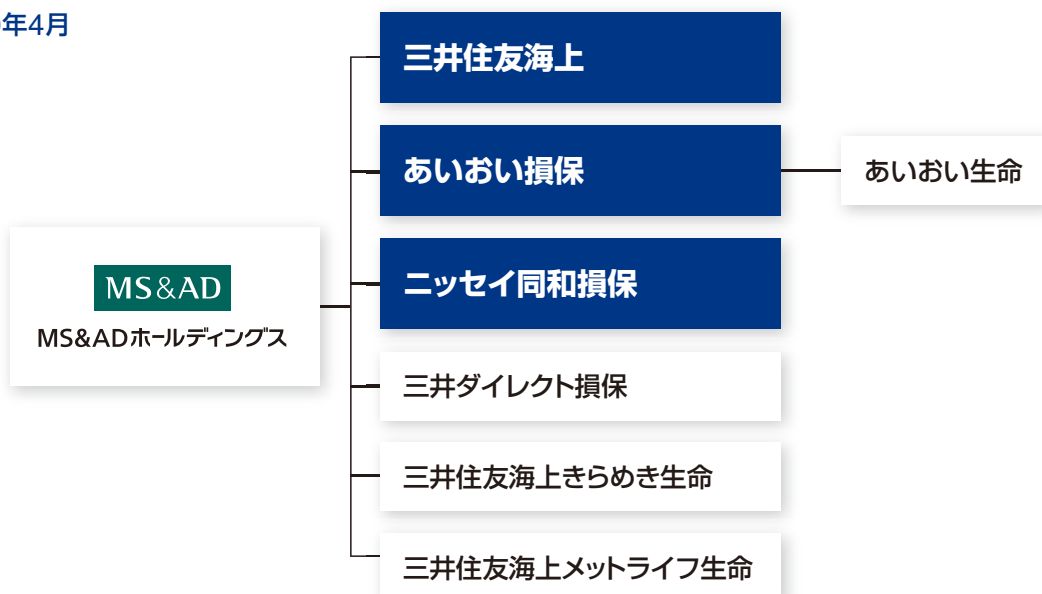 年4月
三井住友海上
あいおい損保
あいおい生命
ニッセイ同和損保
MS&AD
MS&ADホールディングス
三井ダイレクト損保
三井住友海上きらめき生命
三井住友海上メットライフ生命